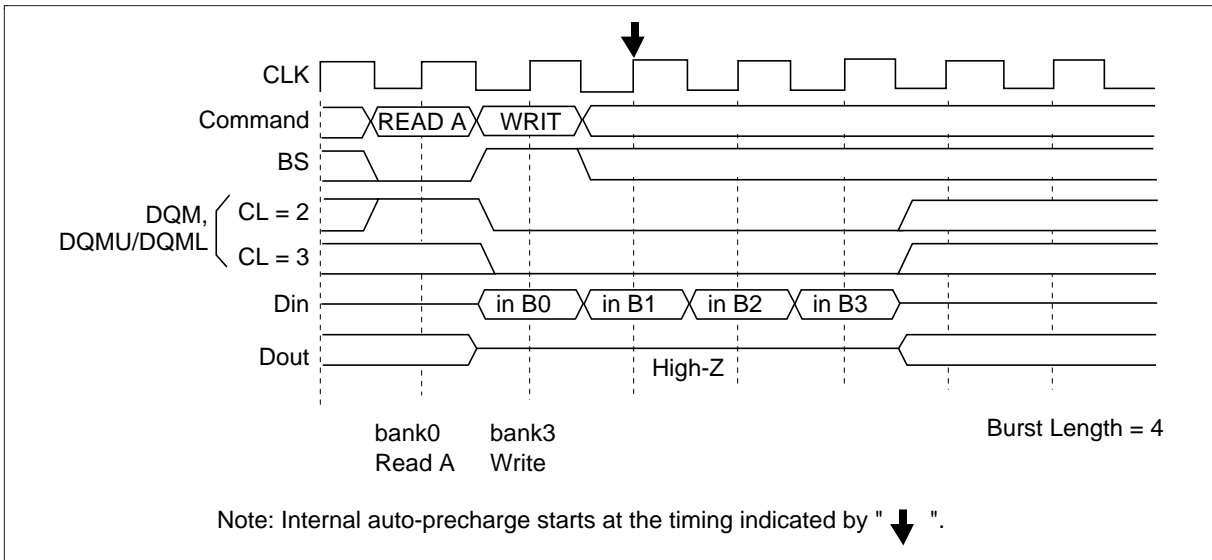 CLK
Command READ A WRIT
BS
DQM,
DQMU/DQML
CL = 2
CL = 3
Din in B0 in B1 in B2 in B3
Dout High-Z
bank0 bank3 Burst Length = 4
Read A Write
Note: Internal auto-precharge starts at the timing indicated by " ".